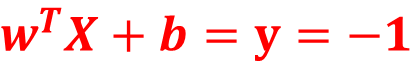 w^T X + b = y = −1